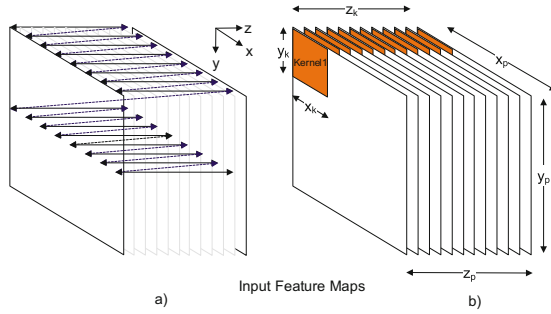 z
x
y
z_k
y_k
Kernel1
x_k
x_p
y_p
z_p
Input Feature Maps
a)
b)